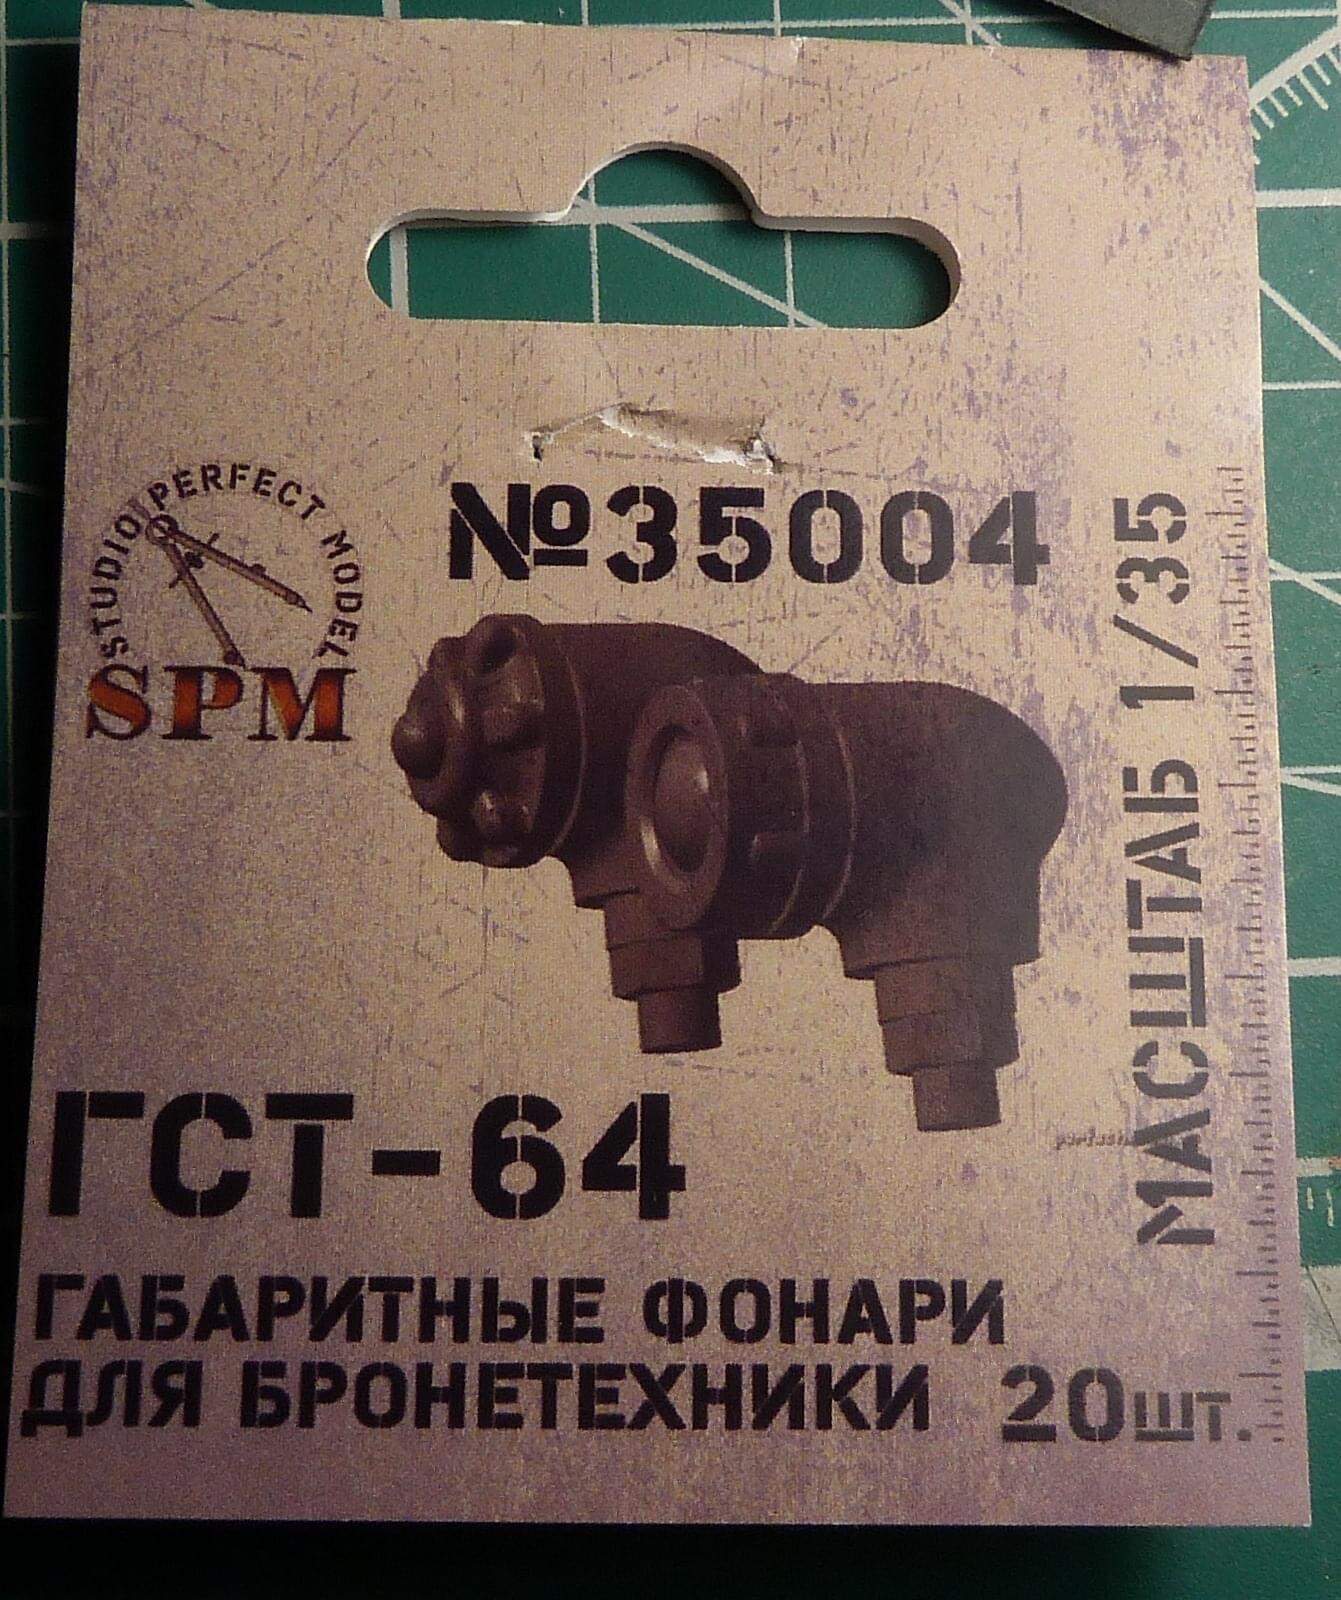 STUDIO PERFECT MODEL
SPM
№35004
МАСШТАБ 1/35
ГСТ-64
ГАБАРИТНЫЕ ФОНАРИ
ДЛЯ БРОНЕТЕХНИКИ 20шт.